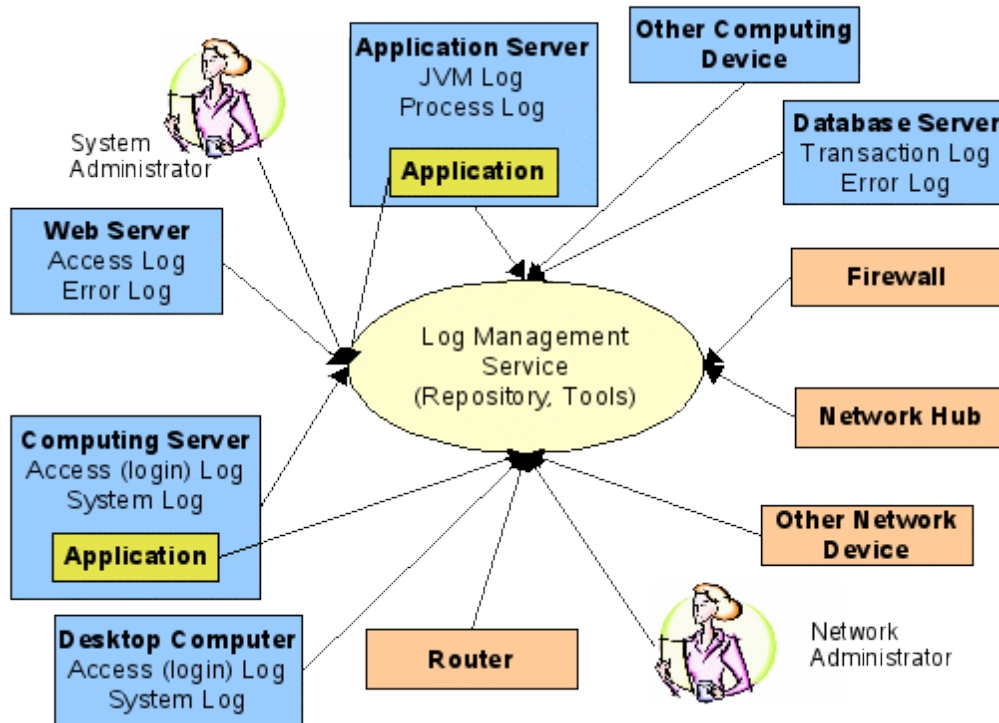 Application Server
JVM Log
Process Log
Application
Other Computing
Device
System
Administrator
Database Server
Transaction Log
Error Log
Web Server
Access Log
Error Log
Firewall
Log Management
Service
(Repository, Tools)
Network Hub
Computing Server
Access (login) Log
System Log
Application
Other Network
Device
Desktop Computer
Access (login) Log
System Log
Router
Network
Administrator